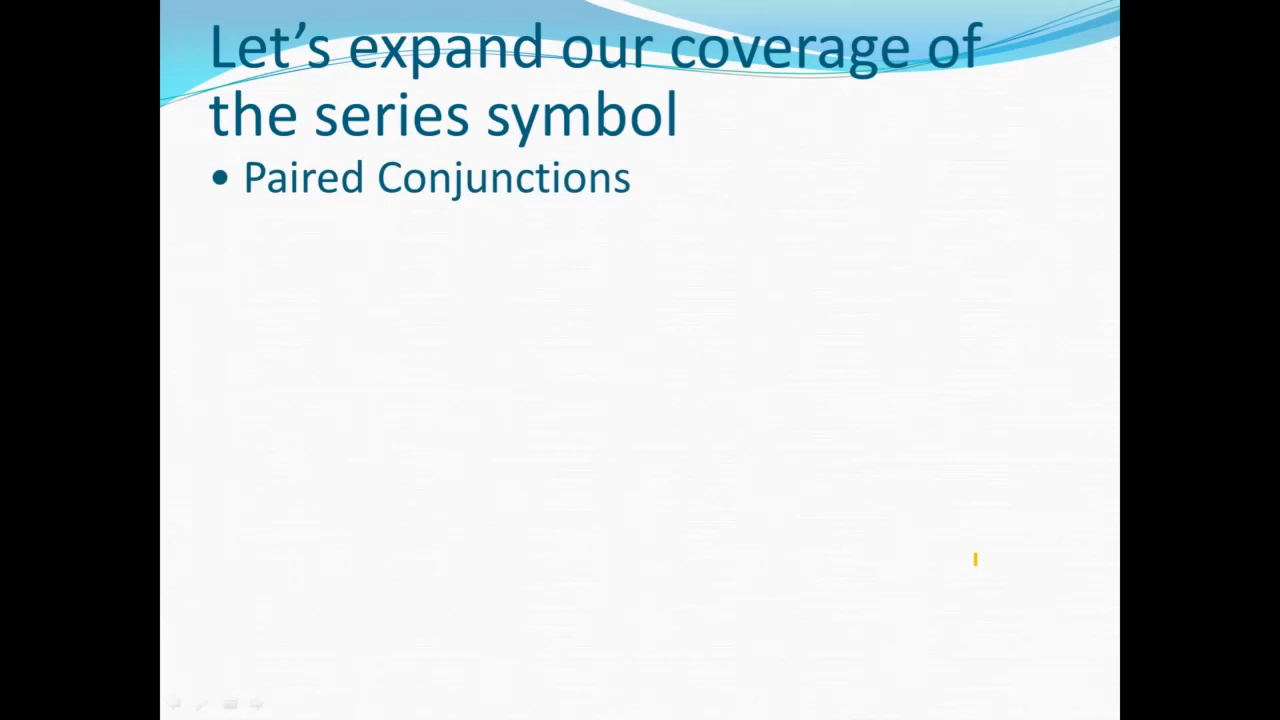 Let’s expand our coverage of
the series symbol
• Paired Conjunctions